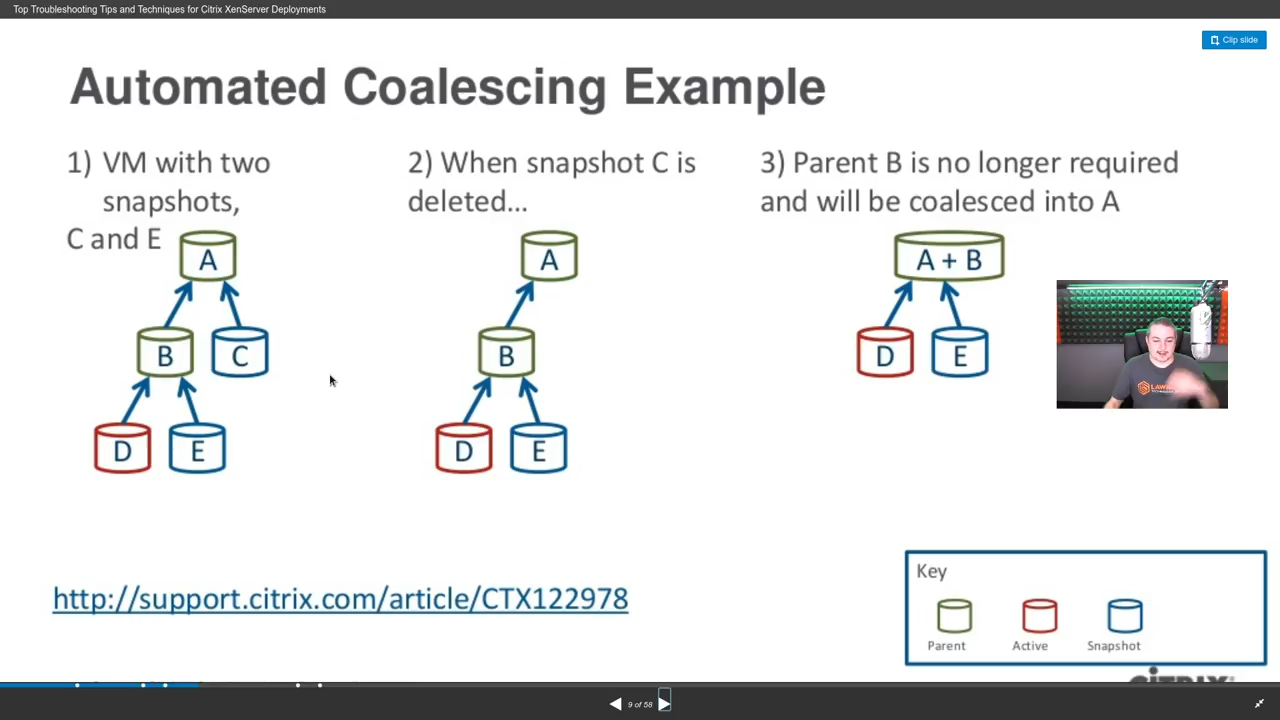 Top Troubleshooting Tips and Techniques for Citrix XenServer Deployments
Clip slide
Automated Coalescing Example
1) VM with two
snapshots,
C and E
A
B
C
D
E
2) When snapshot C is
deleted...
A
B
D
E
3) Parent B is no longer required
and will be coalesced into A
A + B
D
E
http://support.citrix.com/article/CTX122978
Key
Parent
Active
Snapshot
CİTRIX
9 of 58